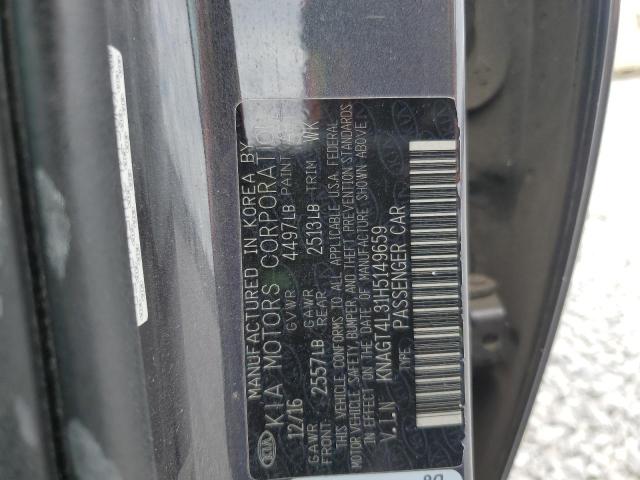 MANUFACTURED IN KOREA BY
KIA KIA MOTORS CORPORATION
12/16 GVWR 4497LB PAINT
GAWR FRONT: 2557LB GAWR REAR: 2513LB TRIM WK
THIS VEHICLE CONFORMS TO ALL APPLICABLE U.S.A. FEDERAL
MOTOR VEHICLE SAFETY, BUMPER, AND THEFT PREVENTION STANDARDS
IN EFFECT ON THE DATE OF MANUFACTURE SHOWN ABOVE.
V.I.N KNAGT4L31H5149659
TYPE: PASSENGER CAR